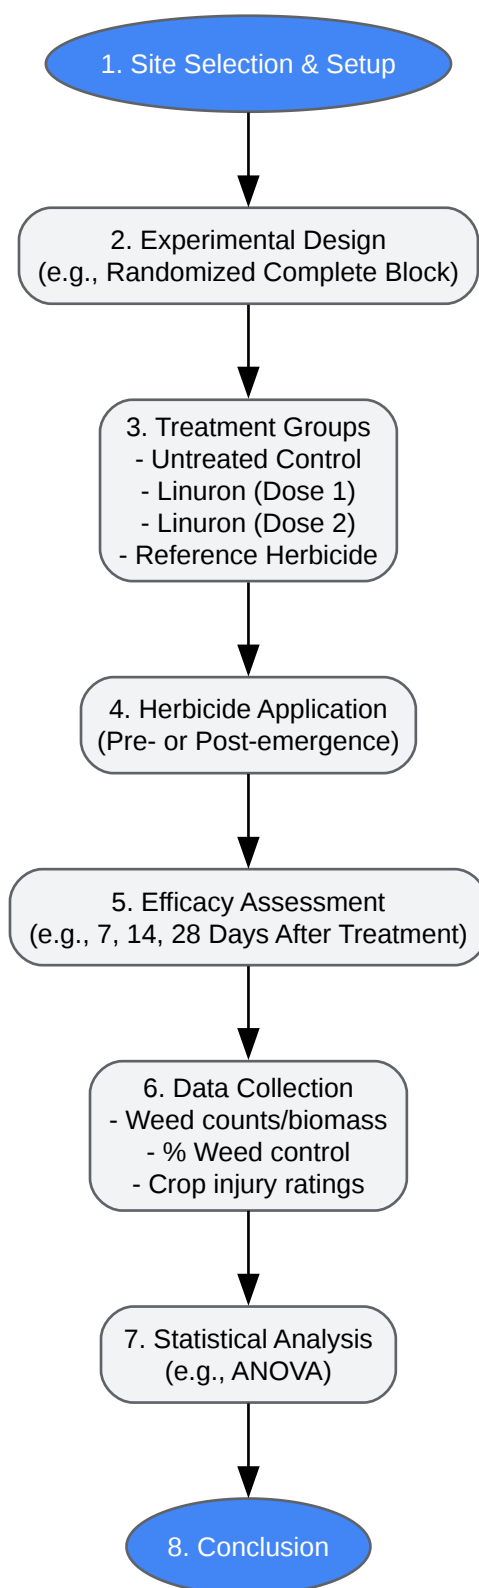 1. Site Selection & Setup
2. Experimental Design
(e.g., Randomized Complete Block)
3. Treatment Groups
- Untreated Control
- Linuron (Dose 1)
- Linuron (Dose 2)
- Reference Herbicide
4. Herbicide Application
(Pre- or Post-emergence)
5. Efficacy Assessment
(e.g., 7, 14, 28 Days After Treatment)
6. Data Collection
- Weed counts/biomass
- % Weed control
- Crop injury ratings
7. Statistical Analysis
(e.g., ANOVA)
8. Conclusion